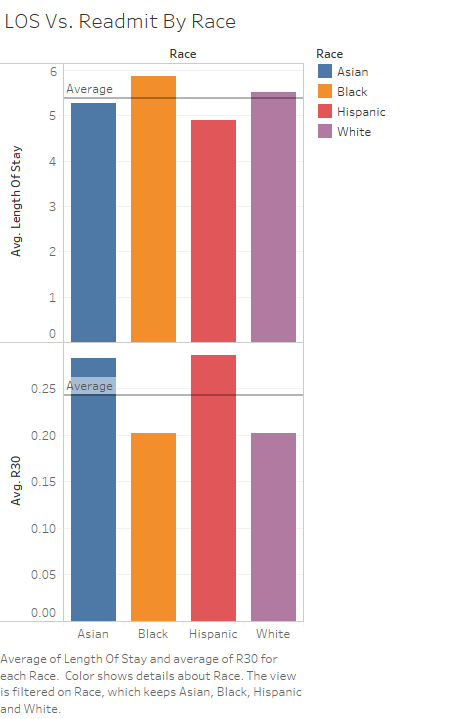 LOS Vs. Readmit By Race
Race
Race
Asian
Black
Hispanic
White
Avg. Length Of Stay
6
5
4
3
2
1
0
Average
Avg. R30
0.25
0.20
0.15
0.10
0.05
0.00
Average
Asian Black Hispanic White
Average of Length Of Stay and average of R30 for
each Race. Color shows details about Race. The view
is filtered on Race, which keeps Asian, Black, Hispanic
and White.